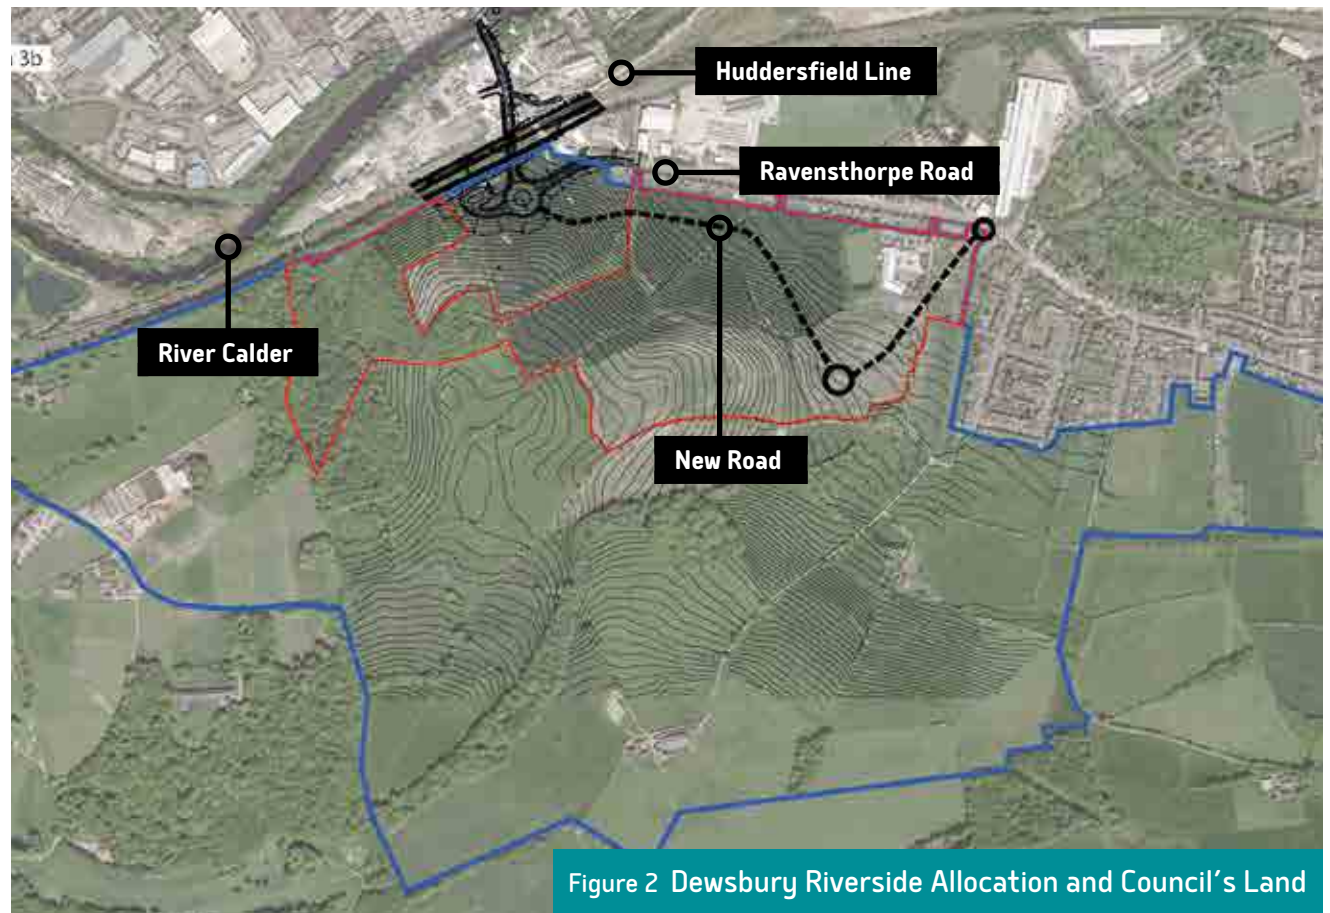 3b
Huddersfield Line
Ravensthorpe Road
River Calder
New Road
Figure 2 Dewsbury Riverside Allocation and Council's Land